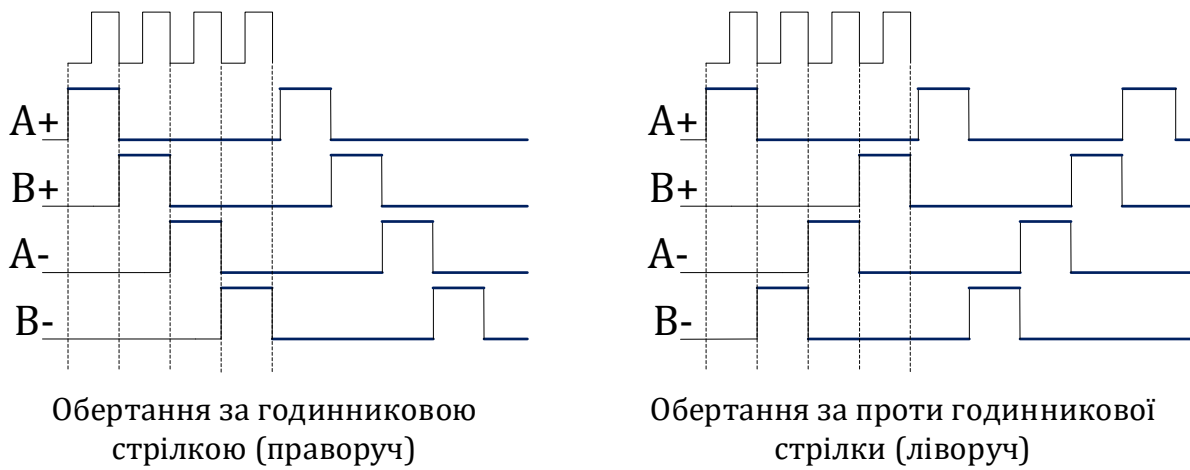 A+
B+
A-
B-
Обертання за годинниковою
стрілкою (праворуч)
A+
B+
A-
B-
Обертання за проти годинникової
стрілки (ліворуч)